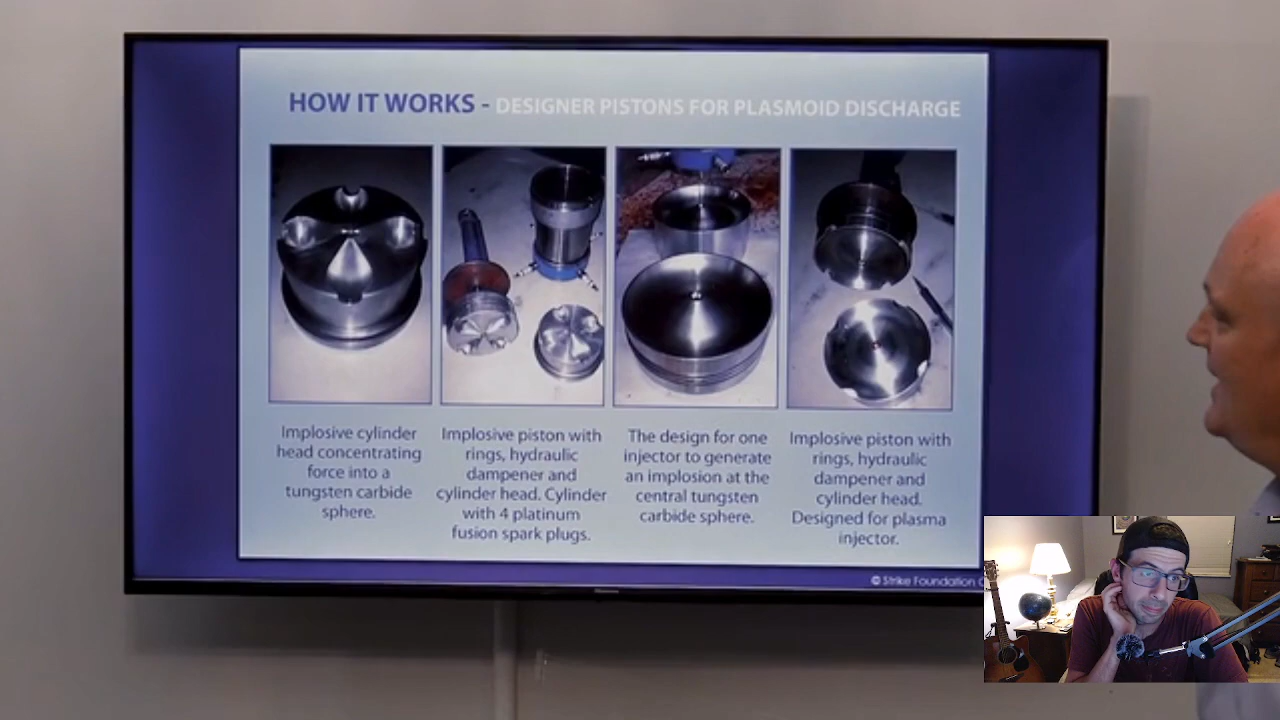 HOW IT WORKS - DESIGNER PISTONS FOR PLASMOID DISCHARGE
Implosive cylinder
head concentrating
force into a
tungsten carbide
sphere.
Implosive piston with
rings, hydraulic
dampener and
cylinder head. Cylinder
with 4 platinum
fusion spark plugs.
The design for one
injector to generate
an implosion at the
central tungsten
carbide sphere.
Implosive piston with
rings, hydraulic
dampener and
cylinder head.
Designed for plasma
injector.
© Strike Foundation